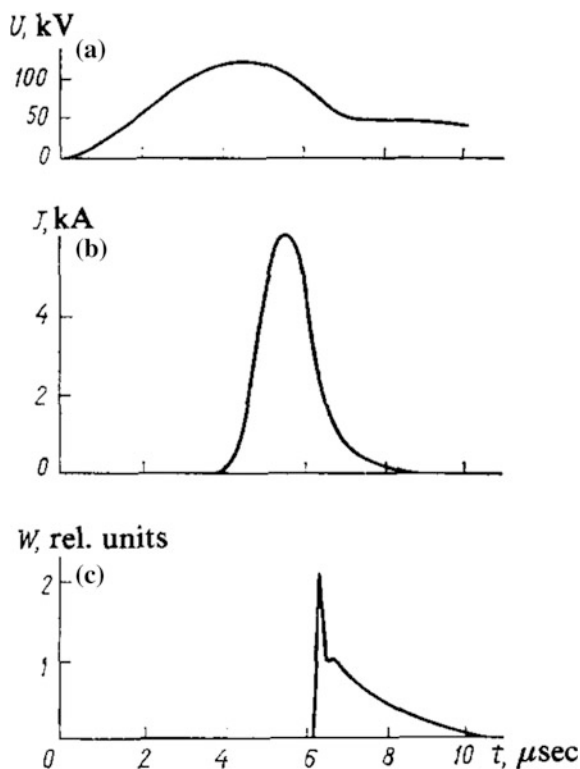 U, kV
(a)
100
50
0
J, kA
(b)
4
2
0
W, rel. units
(c)
2
1
0 2 4 6 8 10 t, μsec